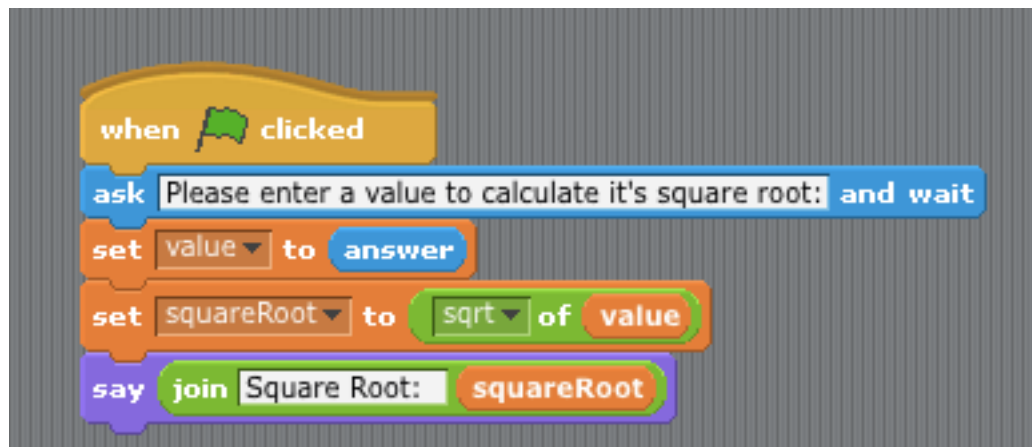 when clicked
ask Please enter a value to calculate it's square root: and wait
set value to answer
set squareRoot to sqrt of value
say join Square Root: squareRoot